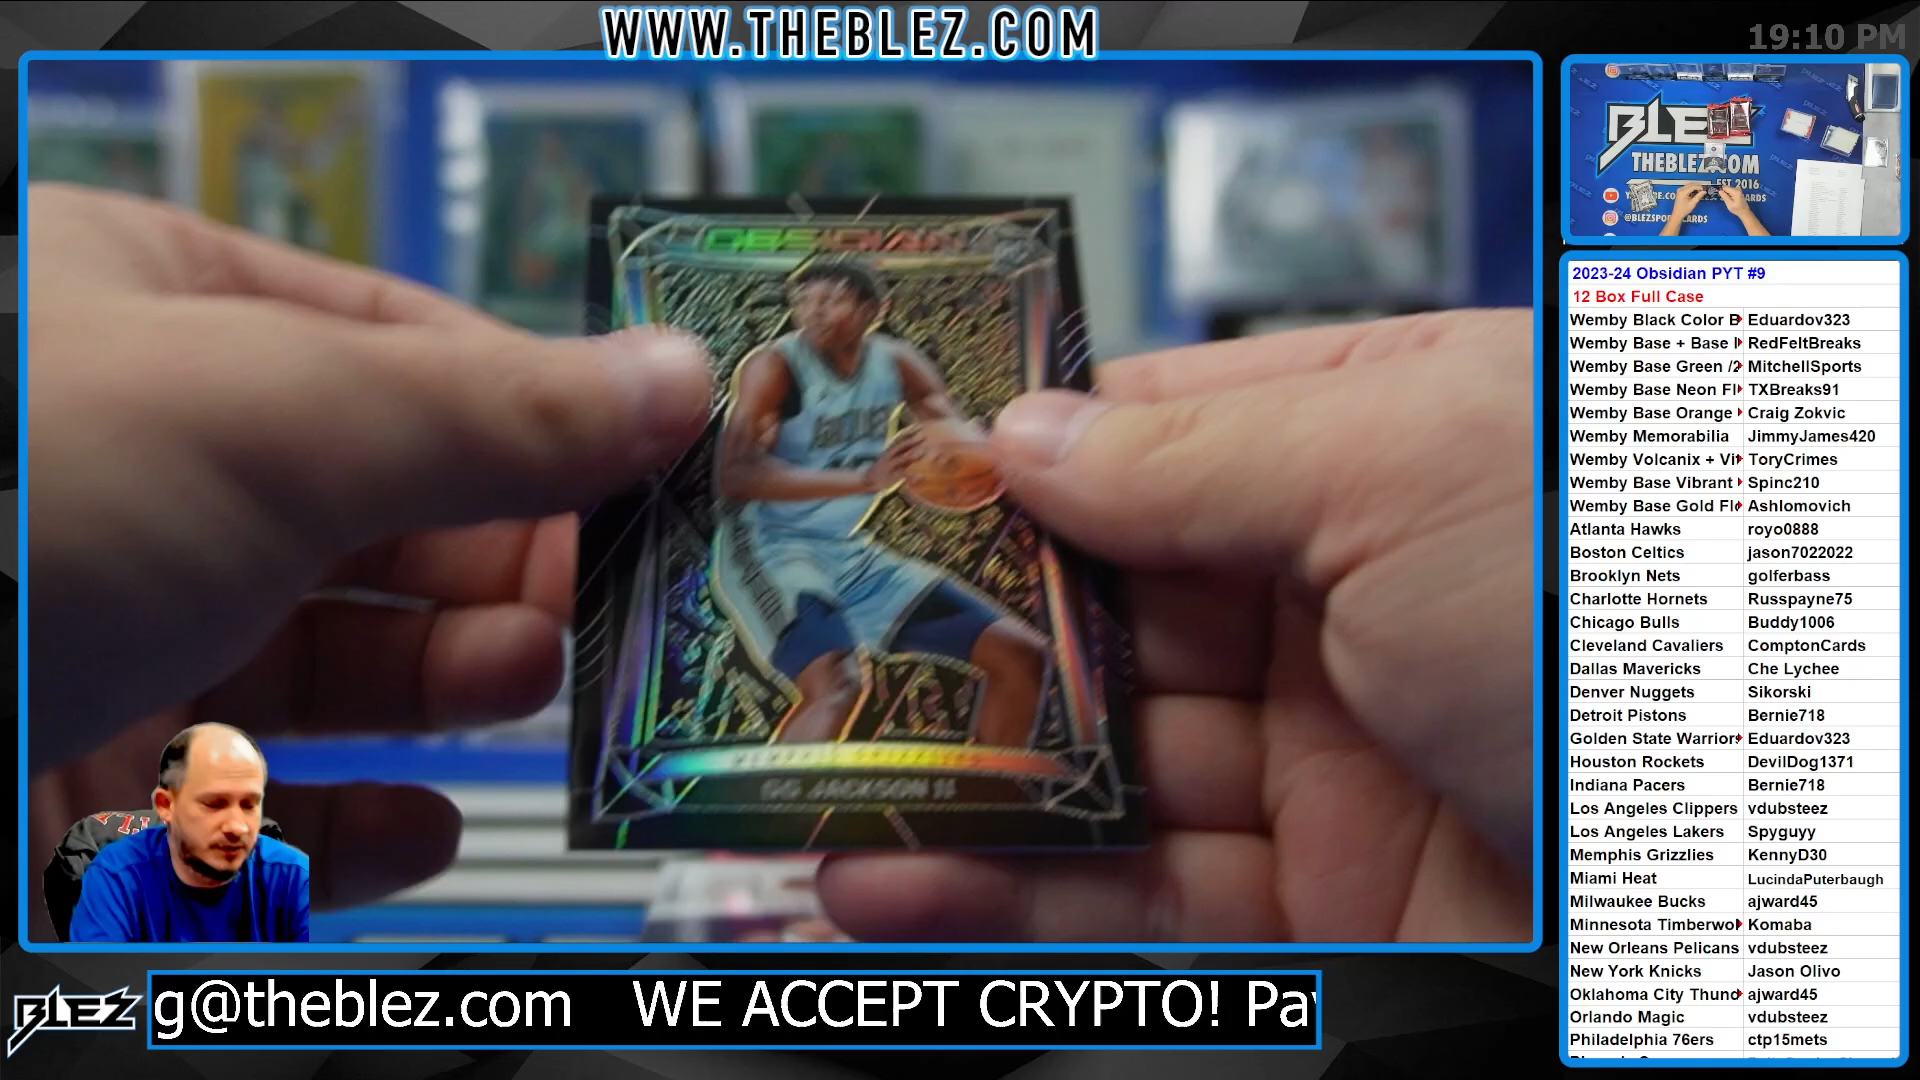 WWW.THEBLEZ.COM
19:10 PM
BLEZ
THEBLEZ.COM
EST 2016
2023-24 Obsidian PYT #9
12 Box Full Case
Wemby Black Color B Eduardov323
Wemby Base + Base RedFeltBreaks
Wemby Base Green /2 MitchellSports
Wemby Base Neon Fl TXBreaks91
Wemby Base Orange Craig Zokvic
Wemby Memorabilia JimmyJames420
Wemby Volcanix + Vi ToryCrimes
Wemby Base Vibrant Spinc210
Wemby Base Gold Fl Ashlomovich
Atlanta Hawks royo0888
Boston Celtics jason7022022
Brooklyn Nets golferbass
Charlotte Hornets Russpayne75
Chicago Bulls Buddy1006
Cleveland Cavaliers ComptonCards
Dallas Mavericks Che Lychee
Denver Nuggets Sikorski
Detroit Pistons Bernie718
Golden State Warrior Eduardov323
Houston Rockets DevilDog1371
Indiana Pacers Bernie718
Los Angeles Clippers vdubsteez
Los Angeles Lakers Spyguyy
Memphis Grizzlies KennyD30
Miami Heat LucindaPuterbaugh
Milwaukee Bucks ajward45
Minnesota Timberwol Komaba
New Orleans Pelicans vdubsteez
New York Knicks Jason Olivo
Oklahoma City Thund ajward45
Orlando Magic vdubsteez
Philadelphia 76ers ctp15mets
OBSIDIAN
GG JACKSON II
BLEZ
g@theblez.com WE ACCEPT CRYPTO! Pa